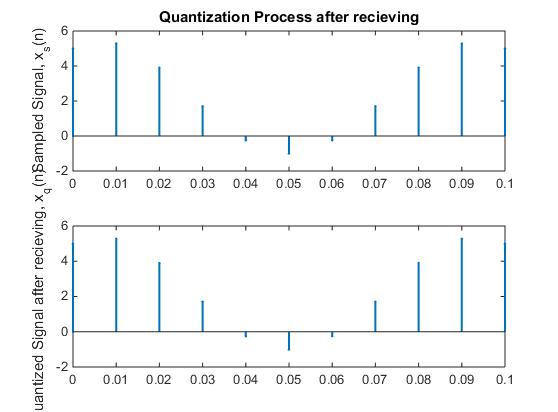 Quantization Process after recieving
Sampled Signal, x_s(n)
6
4
2
0
-2
0 0.01 0.02 0.03 0.04 0.05 0.06 0.07 0.08 0.09 0.1
uantized Signal after recieving, x_q(n)
6
4
2
0
-2
0 0.01 0.02 0.03 0.04 0.05 0.06 0.07 0.08 0.09 0.1